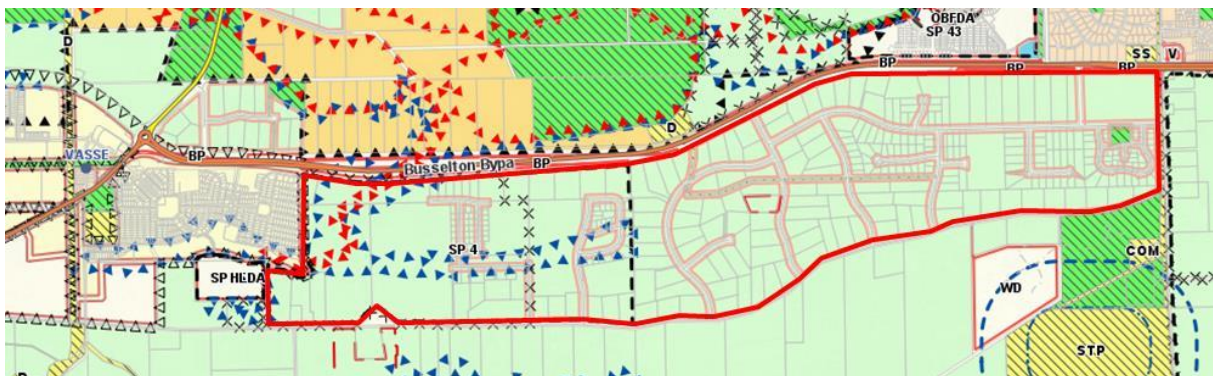 OBFDA
SP 43
D
SS V
BP
BP
BP
D
VASSE
BP
Busselton Bypa
BP
SP 4
SP HLDA
COM
WD
STP